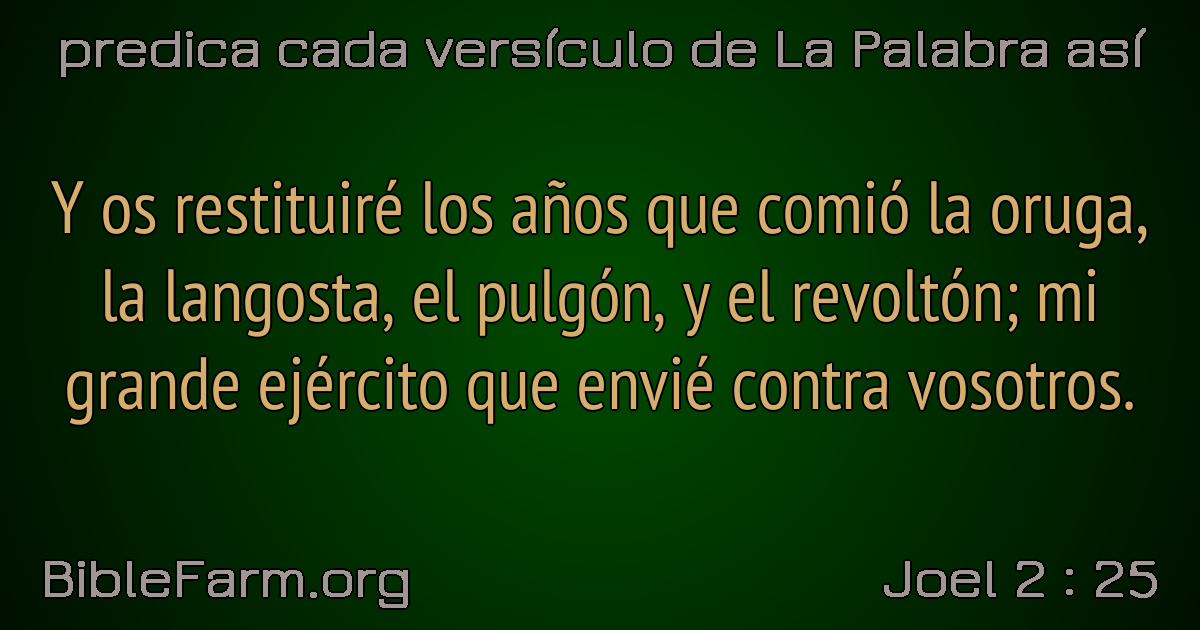 predica cada versículo de La Palabra así
Y os restituiré los años que comió la oruga,
la langosta, el pulgón, y el revoltón; mi
grande ejército que envié contra vosotros.
BibleFarm.org
Joel 2 : 25